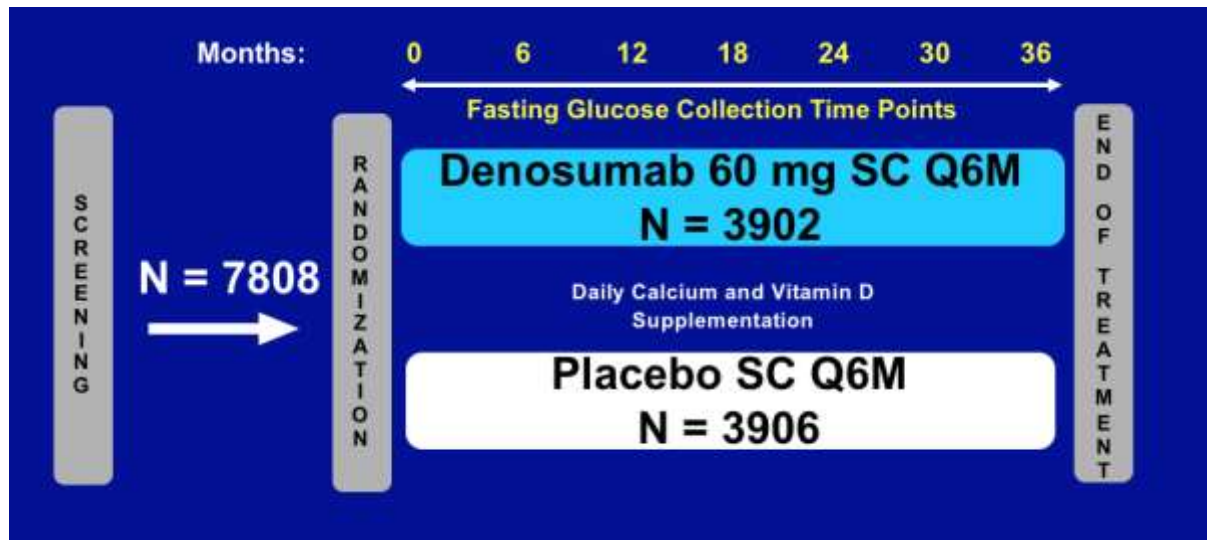 Months: 0 6 12 18 24 30 36
Fasting Glucose Collection Time Points
SCREENING
N = 7808
RANDOMIZATION
Denosumab 60 mg SC Q6M
N = 3902
Daily Calcium and Vitamin D
Supplementation
Placebo SC Q6M
N = 3906
END OF TREATMENT